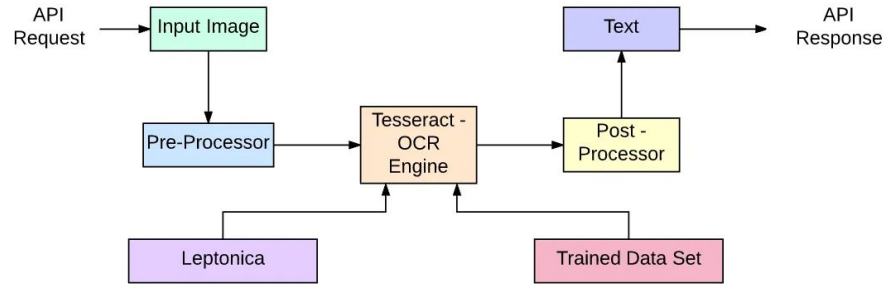 API
Request
Input Image
Text
API
Response
Pre-Processor
Tesseract -
OCR
Engine
Post -
Processor
Leptonica
Trained Data Set